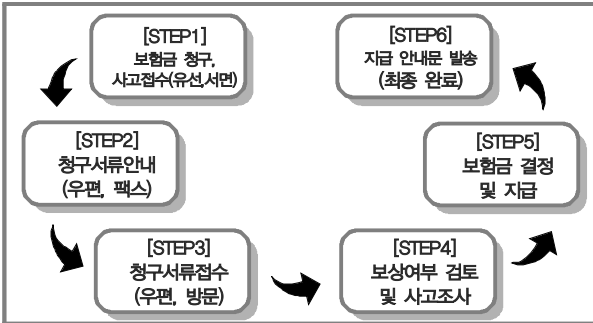 [STEP1]
보험금 청구,
사고접수(유선,서면)
[STEP2]
청구서류안내
(우편, 팩스)
[STEP3]
청구서류접수
(우편, 방문)
[STEP4]
보상여부 검토
및 사고조사
[STEP5]
보험금 결정
및 지급
[STEP6]
지급 안내문 발송
(최종 완료)